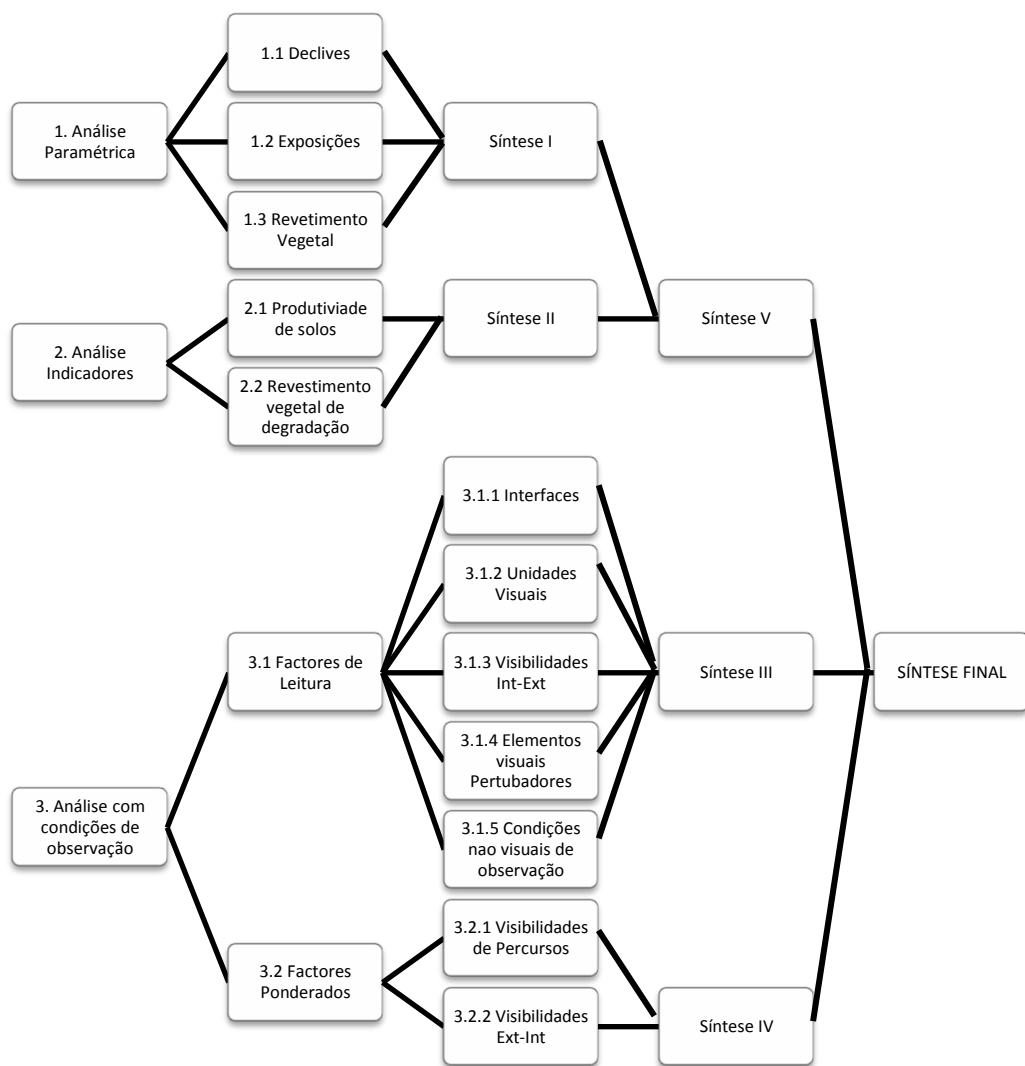 1. Análise
Paramétrica
1.1 Declives
1.2 Exposições
1.3 Revetimento
Vegetal
Síntese I
2. Análise
Indicadores
2.1 Produtiviade
de solos
2.2 Revestimento
vegetal de
degradação
Síntese II
Síntese V
3. Análise com
condições de
observação
3.1 Factores de
Leitura
3.1.1 Interfaces
3.1.2 Unidades
Visuais
3.1.3 Visibilidades
Int-Ext
3.1.4 Elementos
visuais
Pertubadores
3.1.5 Condições
nao visuais de
observação
Síntese III
3.2 Factores
Ponderados
3.2.1 Visibilidades
de Percursos
3.2.2 Visibilidades
Ext-Int
Síntese IV
SÍNTESE FINAL